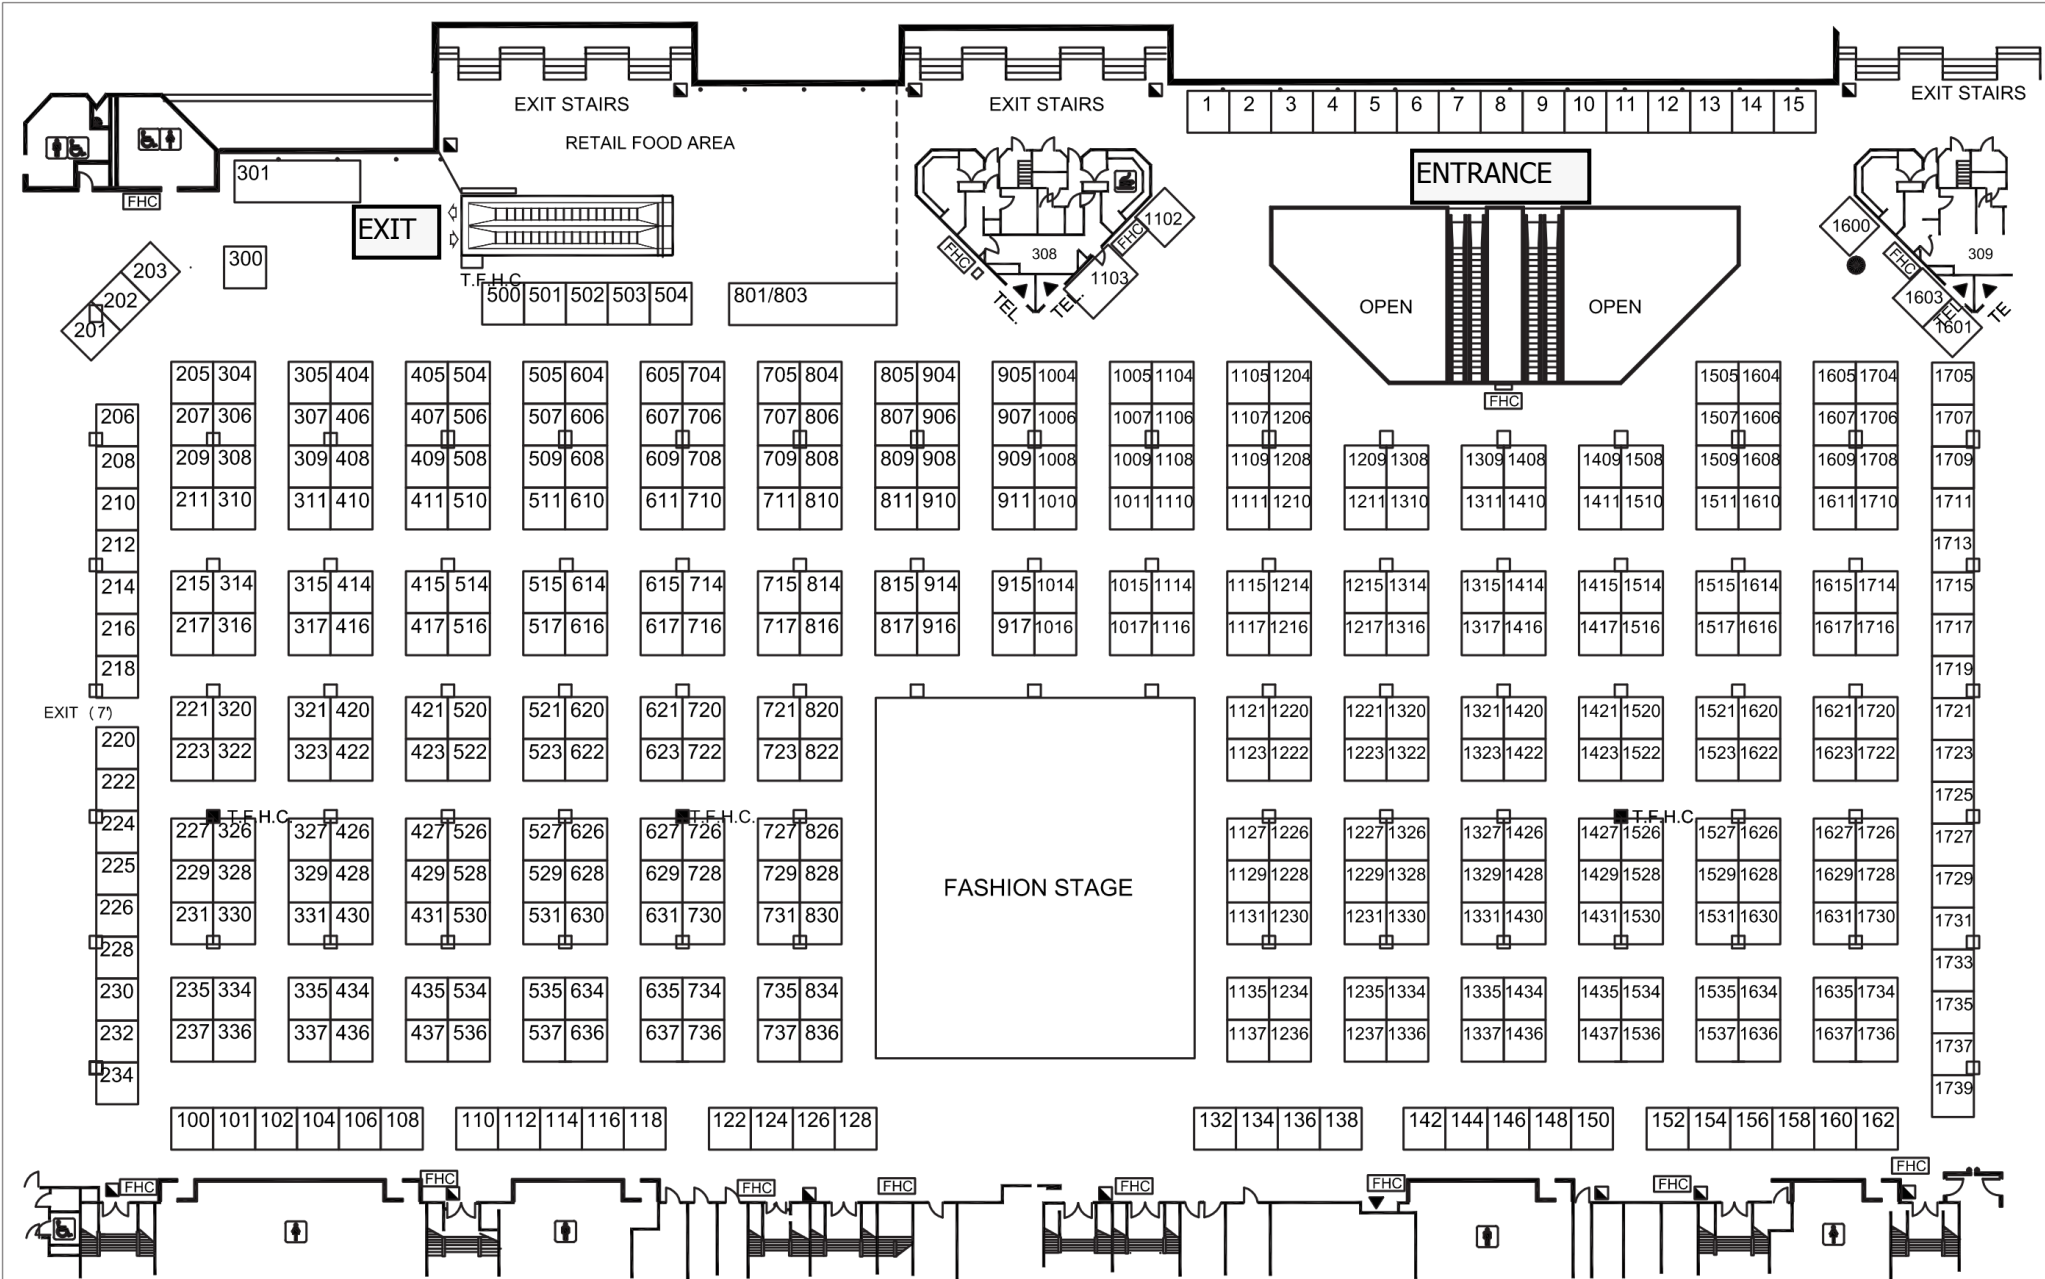 EXIT STAIRS
EXIT STAIRS
EXIT STAIRS
RETAIL FOOD AREA
1 2 3 4 5 6 7 8 9 10 11 12 13 14 15
ENTRANCE
301
FHC
EXIT
1102
FHC
FHC
308
1103
TEL.
TEL.
1600
FHC
309
1603
TEL
TE
1601
203
202
201
300
T.F.H.C
500 501 502 503 504
801/803
OPEN
OPEN
FHC
205 304 305 404 405 504 505 604 605 704 705 804 805 904 905 1004 1005 1104 1105 1204 1505 1604 1605 1704 1705
206 207 306 307 406 407 506 507 606 607 706 707 806 807 906 907 1006 1007 1106 1107 1206 1507 1606 1607 1706 1707
208 209 308 309 408 409 508 509 608 609 708 709 808 809 908 909 1008 1009 1108 1109 1208 1209 1308 1309 1408 1409 1508 1509 1608 1609 1708 1709
210 211 310 311 410 411 510 511 610 611 710 711 810 811 910 911 1010 1011 1110 1111 1210 1211 1310 1311 1410 1411 1510 1511 1610 1611 1710 1711
212 1713
214 215 314 315 414 415 514 515 614 615 714 715 814 815 914 915 1014 1015 1114 1115 1214 1215 1314 1315 1414 1415 1514 1515 1614 1615 1714 1715
216 217 316 317 416 417 516 517 616 617 716 717 816 817 916 917 1016 1017 1116 1117 1216 1217 1316 1317 1416 1417 1516 1517 1616 1617 1716 1717
218 1719
EXIT (7')
221 320 321 420 421 520 521 620 621 720 721 820 1121 1220 1221 1320 1321 1420 1421 1520 1521 1620 1621 1720 1721
220 223 322 323 422 423 522 523 622 623 722 723 822 1123 1222 1223 1322 1323 1422 1423 1522 1523 1622 1623 1722 1723
222 1725
T.F.H.C. T.F.H.C. T.F.H.C
224 227 326 327 426 427 526 527 626 627 726 727 826 1127 1226 1227 1326 1327 1426 1427 1526 1527 1626 1627 1726 1727
225 229 328 329 428 429 528 529 628 629 728 729 828 1129 1228 1229 1328 1329 1428 1429 1528 1529 1628 1629 1728 1729
FASHION STAGE
226 231 330 331 430 431 530 531 630 631 730 731 830 1131 1230 1231 1330 1331 1430 1431 1530 1531 1630 1631 1730 1731
228 1733
230 235 334 335 434 435 534 535 634 635 734 735 834 1135 1234 1235 1334 1335 1434 1435 1534 1535 1634 1635 1734 1735
232 237 336 337 436 437 536 537 636 637 736 737 836 1137 1236 1237 1336 1337 1436 1437 1536 1537 1636 1637 1736 1737
234 1739
100 101 102 104 106 108 110 112 114 116 118 122 124 126 128 132 134 136 138 142 144 146 148 150 152 154 156 158 160 162
FHC FHC FHC FHC FHC FHC FHC FHC